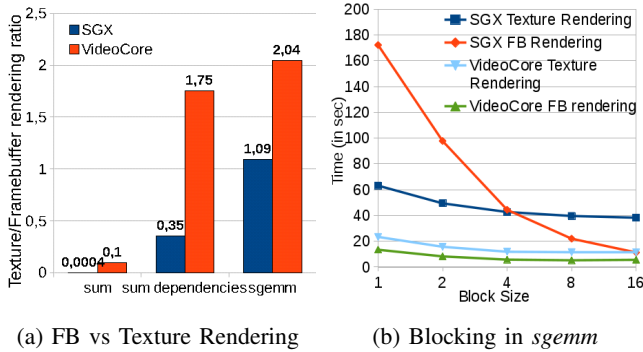 SGX
VideoCore
Texture/Framebuffer rendering ratio
2,5
2
1,5
1
0,5
0
0,0004
0,1
0,35
1,75
1,09
2,04
sum
sum dependencies
sgemm
(a) FB vs Texture Rendering
SGX Texture Rendering
SGX FB Rendering
VideoCore Texture
Rendering
VideoCore FB rendering
Time (in sec)
200
180
160
140
120
100
80
60
40
20
0
1
2
4
8
16
Block Size
(b) Blocking in sgemm